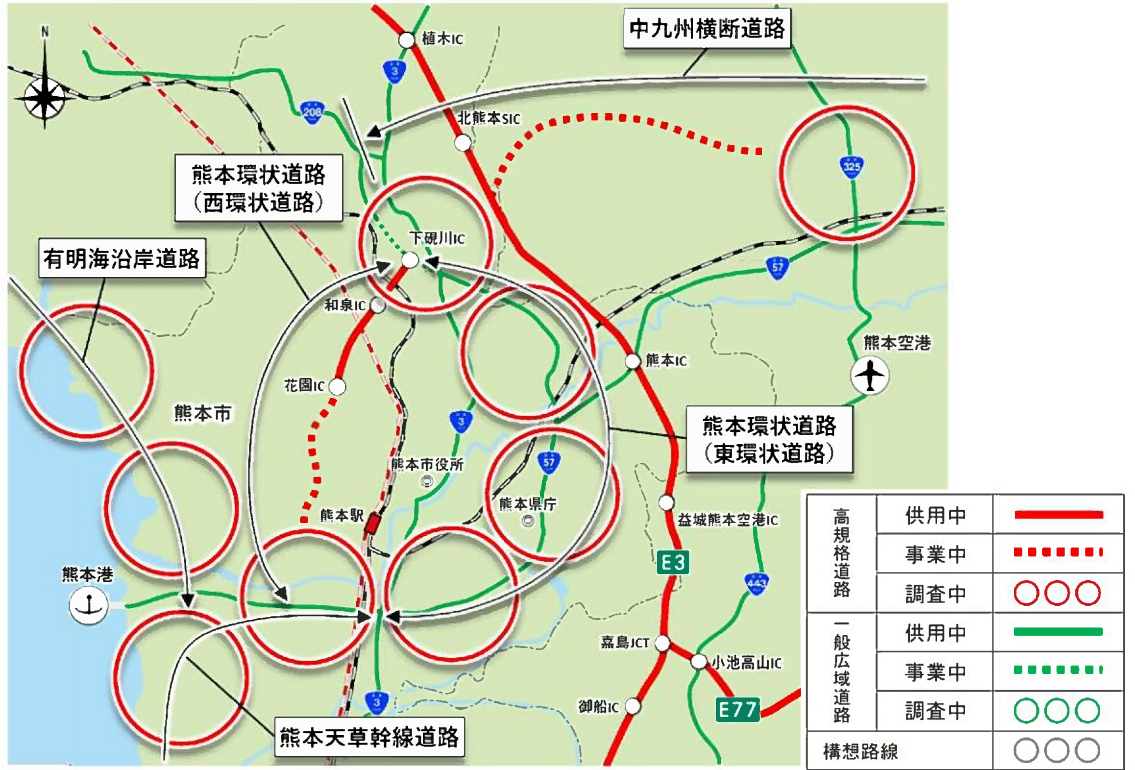 N
植木IC
中九州横断道路
3
208
北熊本SIC
熊本環状道路
(西環状道路)
325
下硯川IC
有明海沿岸道路
57
和泉IC
熊本空港
熊本IC
花園IC
熊本市
3
熊本環状道路
(東環状道路)
熊本市役所
57
熊本県庁
熊本駅
益城熊本空港IC
E3
熊本港
443
嘉島JCT
小池高山IC
御船IC
E77
3
熊本天草幹線道路
高規格道路
供用中
事業中
調査中
一般広域道路
供用中
事業中
調査中
構想路線